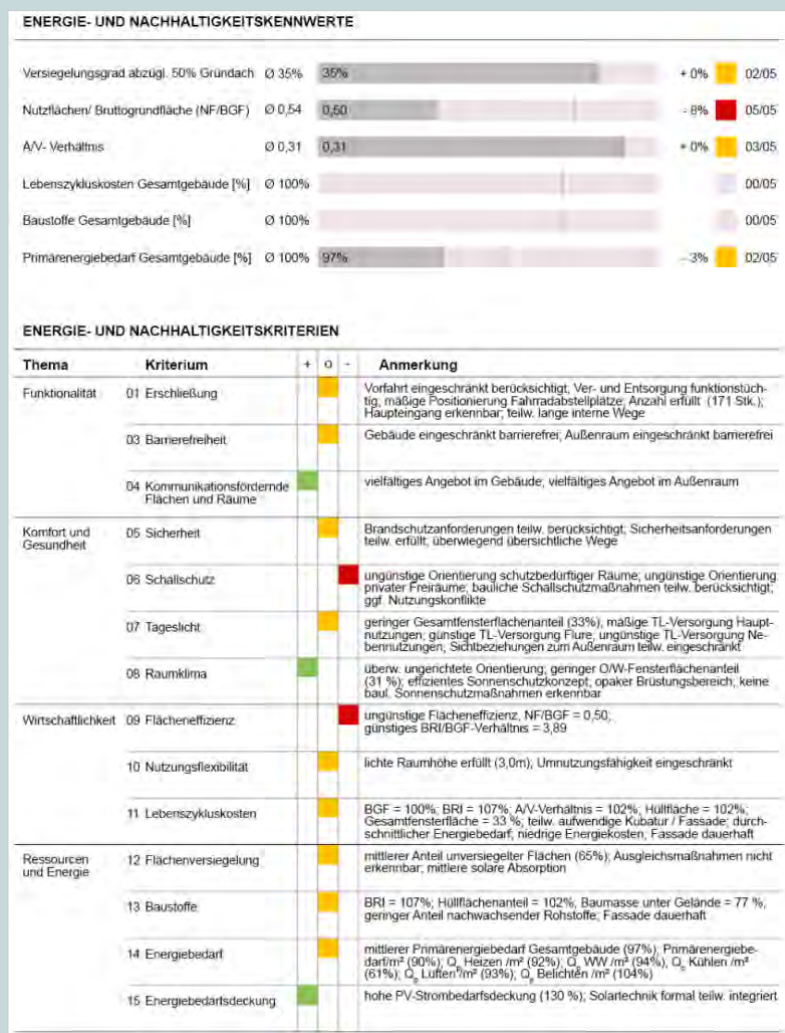 ENERGIE- UND NACHHALTIGKEITSKENNWERTE
Versiegelungsgrad abzügl. 50% Gründach Ø 35% 35% + 0% 02/05
Nutzflächen/ Bruttogrundfläche (NF/BGF) Ø 0,54 0,50 - 8% 05/05
A/V- Verhältnis Ø 0,31 0,31 + 0% 03/05
Lebenszykluskosten Gesamtgebäude [%] Ø 100% 00/05
Baustoffe Gesamtgebäude [%] Ø 100% 00/05
Primärenergiebedarf Gesamtgebäude [%] Ø 100% 97% - 3% 02/05
ENERGIE- UND NACHHALTIGKEITSKRITERIEN
Thema Kriterium + o - Anmerkung
Funktionalität 01 Erschließung
Vorfahrt eingeschränkt berücksichtigt; Ver- und Entsorgung funktionstüch-
tig; mäßige Positionierung Fahrradabstellplätze; Anzahl erfüllt (171 Stk.);
Haupteingang erkennbar; teilw. lange interne Wege
03 Barrierefreiheit
Gebäude eingeschränkt barrierefrei; Außenraum eingeschränkt barrierefrei
04 Kommunikationsfördernde
Flächen und Räume
vielfältiges Angebot im Gebäude; vielfältiges Angebot im Außenraum
Komfort und
Gesundheit
05 Sicherheit
Brandschutzanforderungen teilw. berücksichtigt; Sicherheitsanforderungen
teilw. erfüllt; überwiegend übersichtliche Wege
06 Schallschutz
ungünstige Orientierung schutzbedürftiger Räume; ungünstige Orientierung
privater Freiräume; bauliche Schallschutzmaßnahmen teilw. berücksichtigt;
ggf. Nutzungskonflikte
07 Tageslicht
geringer Gesamtfensterflächenanteil (33%); mäßige TL-Versorgung Haupt-
nutzungen; günstige TL-Versorgung Flure; ungünstige TL-Versorgung Ne-
bennutzungen; Sichtbeziehungen zum Außenraum teilw. eingeschränkt
08 Raumklima
überw. ungerichtete Orientierung; geringer O/W-Fensterflächenanteil
(31 %); effizientes Sonnenschutzkonzept; opaker Brüstungsbereich; keine
baul. Sonnenschutzmaßnahmen erkennbar
Wirtschaftlichkeit 09 Flächeneffizienz
ungünstige Flächeneffizienz, NF/BGF = 0,50;
günstiges BRI/BGF-Verhältnis = 3,89
10 Nutzungsflexibilität
lichte Raumhöhe erfüllt (3,0m); Umnutzungsfähigkeit eingeschränkt
11 Lebenszykluskosten
BGF = 100%; BRI = 107%; A/V-Verhältnis = 102%; Hüllfläche = 102%;
Gesamtfensterfläche = 33 %; teilw. aufwendige Kubatur / Fassade; durch-
schnittlicher Energiebedarf; niedrige Energiekosten; Fassade dauerhaft
Ressourcen
und Energie
12 Flächenversiegelung
mittlerer Anteil unversiegelter Flächen (65%); Ausgleichsmaßnahmen nicht
erkennbar; mittlere solare Absorption
13 Baustoffe
BRI = 107%; Hüllflächenanteil = 102%; Baumasse unter Gelände = 77 %;
geringer Anteil nachwachsender Rohstoffe; Fassade dauerhaft
14 Energiebedarf
mittlerer Primärenergiebedarf Gesamtgebäude (97%); Primärenergiebe-
darf/m² (90%); Qp Heizen /m² (92%); Qp WW /m² (94%), Qp Kühlen /m²
(61%); Qp Lüften /m² (93%); Qp Belichten /m² (104%)
15 Energiebedarfsdeckung
hohe PV-Strombedarfsdeckung (130 %); Solartechnik formal teilw. integriert